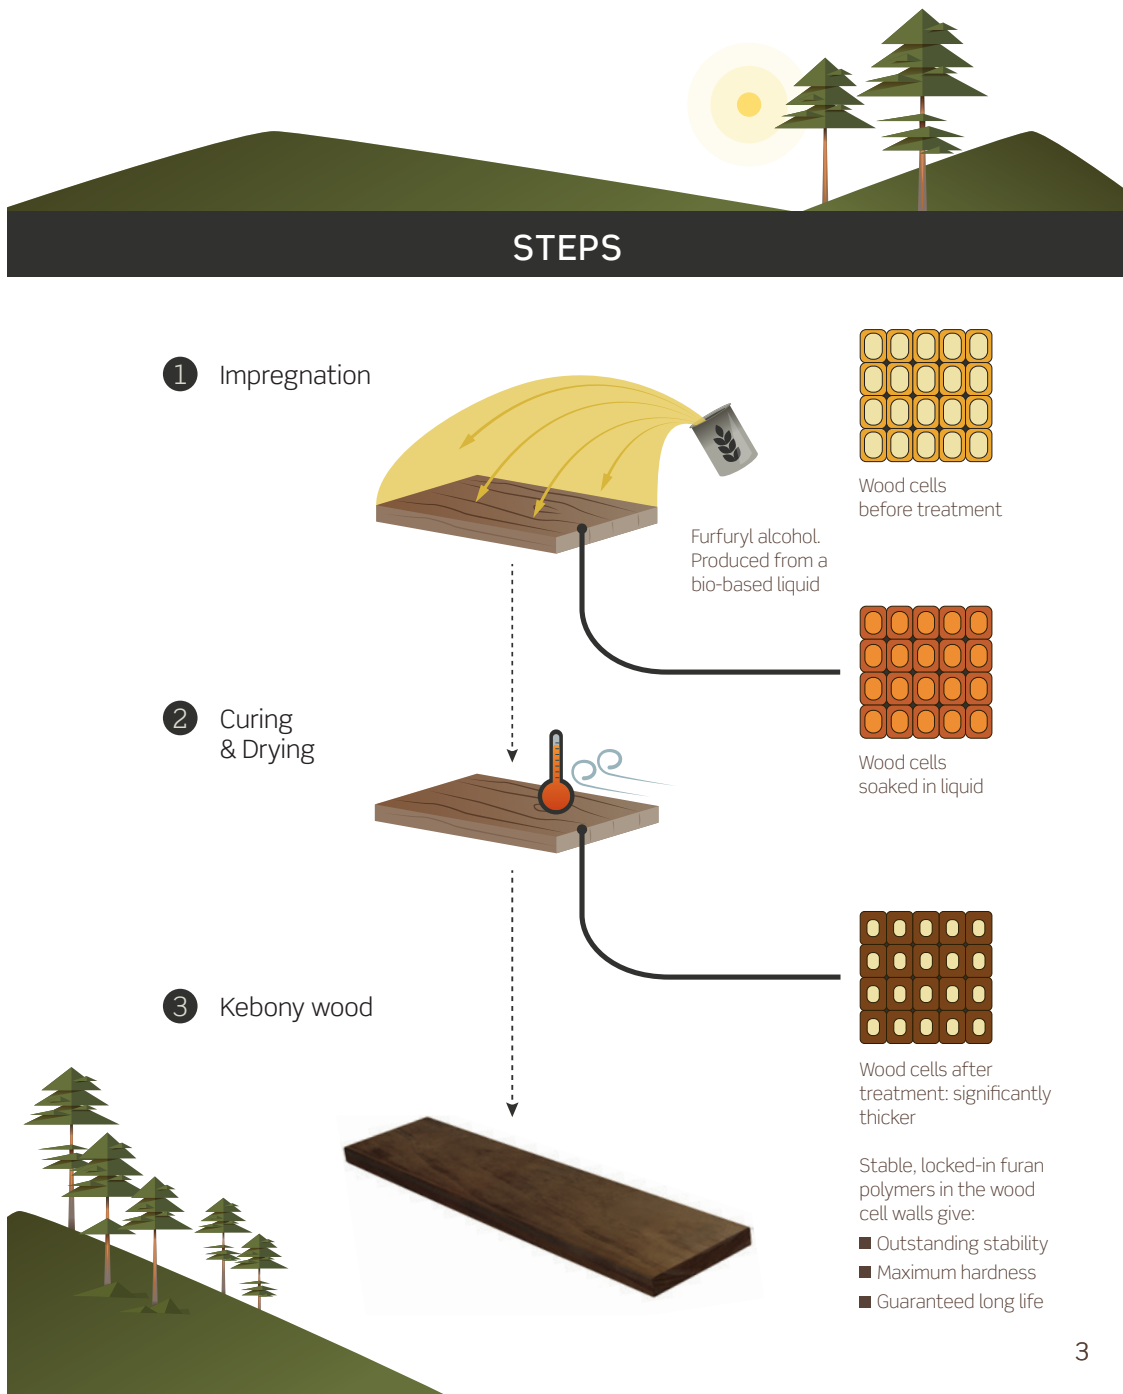 STEPS
1 Impregnation
Wood cells
before treatment
Furfuryl alcohol.
Produced from a
bio-based liquid
2 Curing
& Drying
Wood cells
soaked in liquid
3 Kebony wood
Wood cells after
treatment: significantly
thicker
Stable, locked-in furan
polymers in the wood
cell walls give:
Outstanding stability
Maximum hardness
Guaranteed long life
3